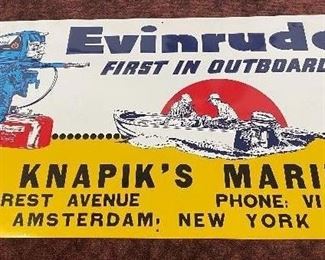 Evinrude
FIRST IN OUTBOARD
KNAPIK'S MARI
REST AVENUE PHONE: VI
AMSTERDAM, NEW YORK